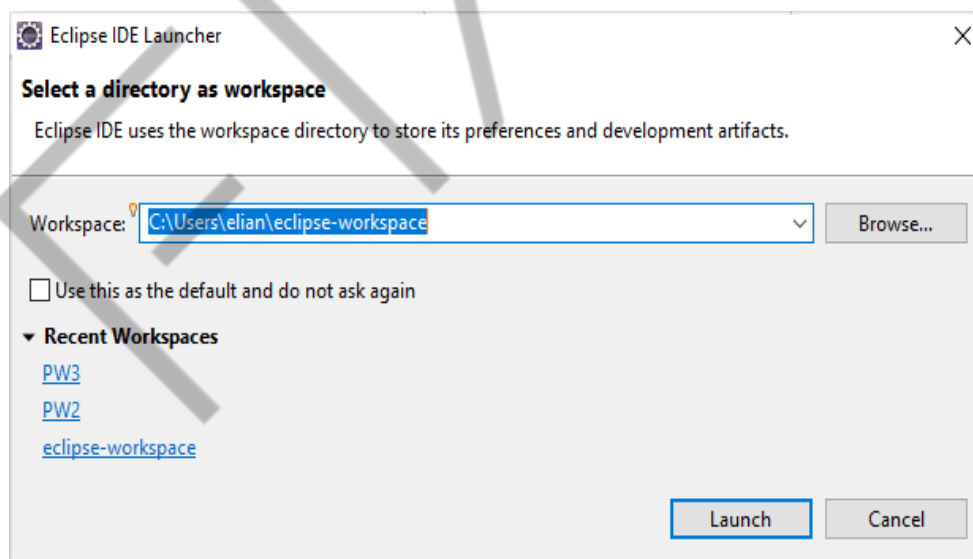 Eclipse IDE Launcher
Select a directory as workspace
Eclipse IDE uses the workspace directory to store its preferences and development artifacts.
Workspace: C:\Users\elian\eclipse-workspace Browse...
Use this as the default and do not ask again
Recent Workspaces
PW3
PW2
eclipse-workspace
Launch Cancel